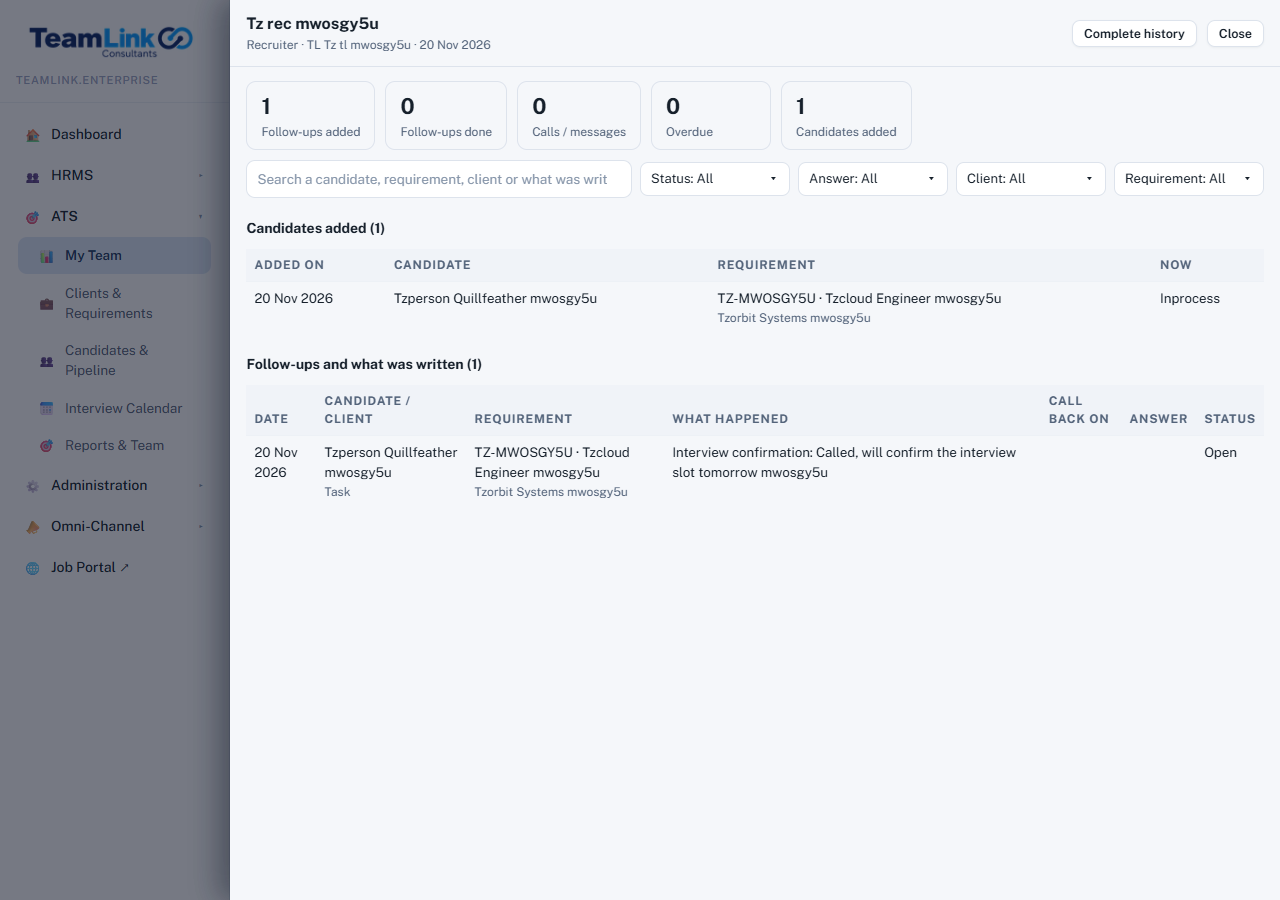 TeamLink
Consultants
TEAMLINK.ENTERPRISE
Dashboard
HRMS
ATS
My Team
Clients &
Requirements
Candidates &
Pipeline
Interview Calendar
Reports & Team
Administration
Omni-Channel
Job Portal ↗
Tz rec mwosgy5u
Recruiter · TL Tz tl mwosgy5u · 20 Nov 2026
Complete history
Close
1
Follow-ups added
0
Follow-ups done
0
Calls / messages
0
Overdue
1
Candidates added
Search a candidate, requirement, client or what was writ
Status: All
Answer: All
Client: All
Requirement: All
Candidates added (1)
ADDED ON CANDIDATE REQUIREMENT NOW
20 Nov 2026 Tzperson Quillfeather mwosgy5u TZ-MWOSGY5U · Tzcloud Engineer mwosgy5u Inprocess
Tzorbit Systems mwosgy5u
Follow-ups and what was written (1)
DATE CANDIDATE / CLIENT REQUIREMENT WHAT HAPPENED CALL BACK ON ANSWER STATUS
20 Nov Tzperson Quillfeather TZ-MWOSGY5U · Tzcloud Interview confirmation: Called, will confirm the interview Open
2026 mwosgy5u Engineer mwosgy5u slot tomorrow mwosgy5u
Task Tzorbit Systems mwosgy5u